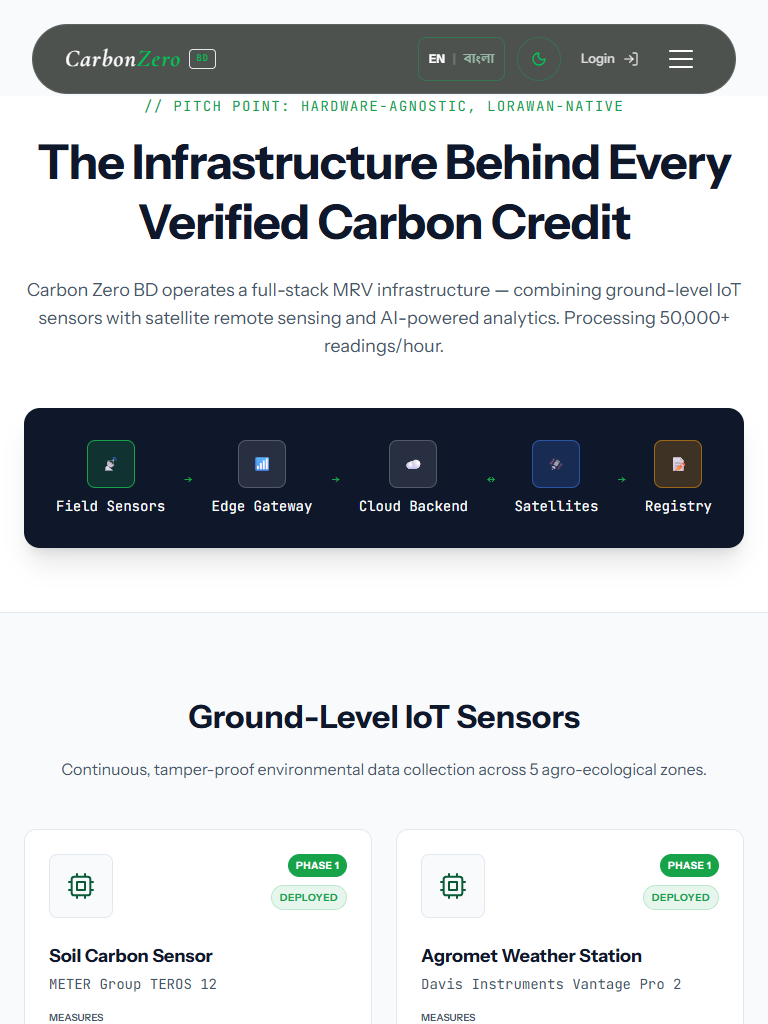 CarbonZero BD
EN | বাংলা
Login
// PITCH POINT: HARDWARE-AGNOSTIC, LORAWAN-NATIVE
The Infrastructure Behind Every
Verified Carbon Credit
Carbon Zero BD operates a full-stack MRV infrastructure — combining ground-level IoT
sensors with satellite remote sensing and AI-powered analytics. Processing 50,000+
readings/hour.
Field Sensors → Edge Gateway → Cloud Backend ↔ Satellites → Registry
Ground-Level IoT Sensors
Continuous, tamper-proof environmental data collection across 5 agro-ecological zones.
PHASE 1
DEPLOYED
Soil Carbon Sensor
METER Group TEROS 12
MEASURES
PHASE 1
DEPLOYED
Agromet Weather Station
Davis Instruments Vantage Pro 2
MEASURES